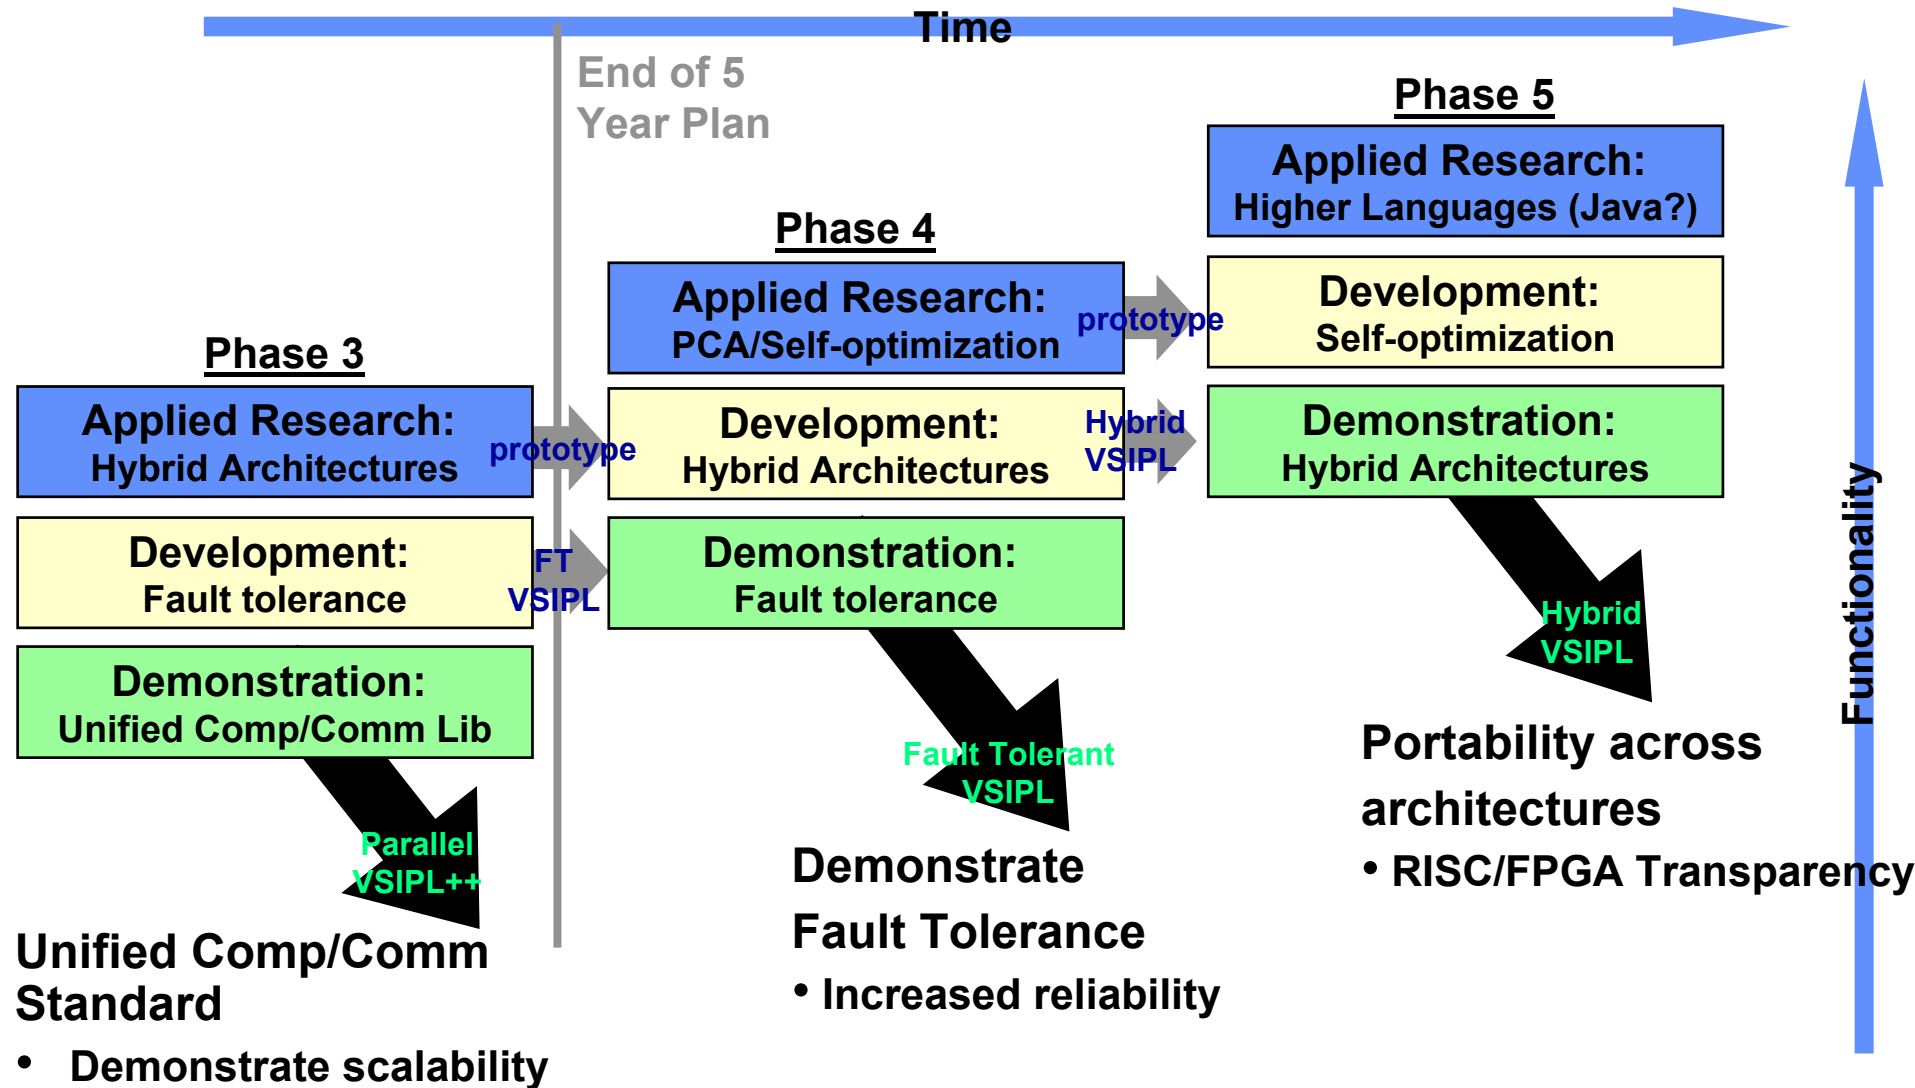 Time
End of 5
Year Plan
Phase 5
Applied Research:
Higher Languages (Java?)
Development:
Self-optimization
Demonstration:
Hybrid Architectures
Phase 4
Applied Research:
PCA/Self-optimization
prototype
Development:
Hybrid Architectures
Hybrid
VSIPL
Demonstration:
Fault tolerance
Phase 3
Applied Research:
Hybrid Architectures
prototype
Development:
Fault tolerance
FT
VSIPL
Demonstration:
Unified Comp/Comm Lib
Parallel
VSIPL++
Unified Comp/Comm
Standard
• Demonstrate scalability
Fault Tolerant
VSIPL
Demonstrate
Fault Tolerance
• Increased reliability
Hybrid
VSIPL
Portability across
architectures
• RISC/FPGA Transparency
Functionality